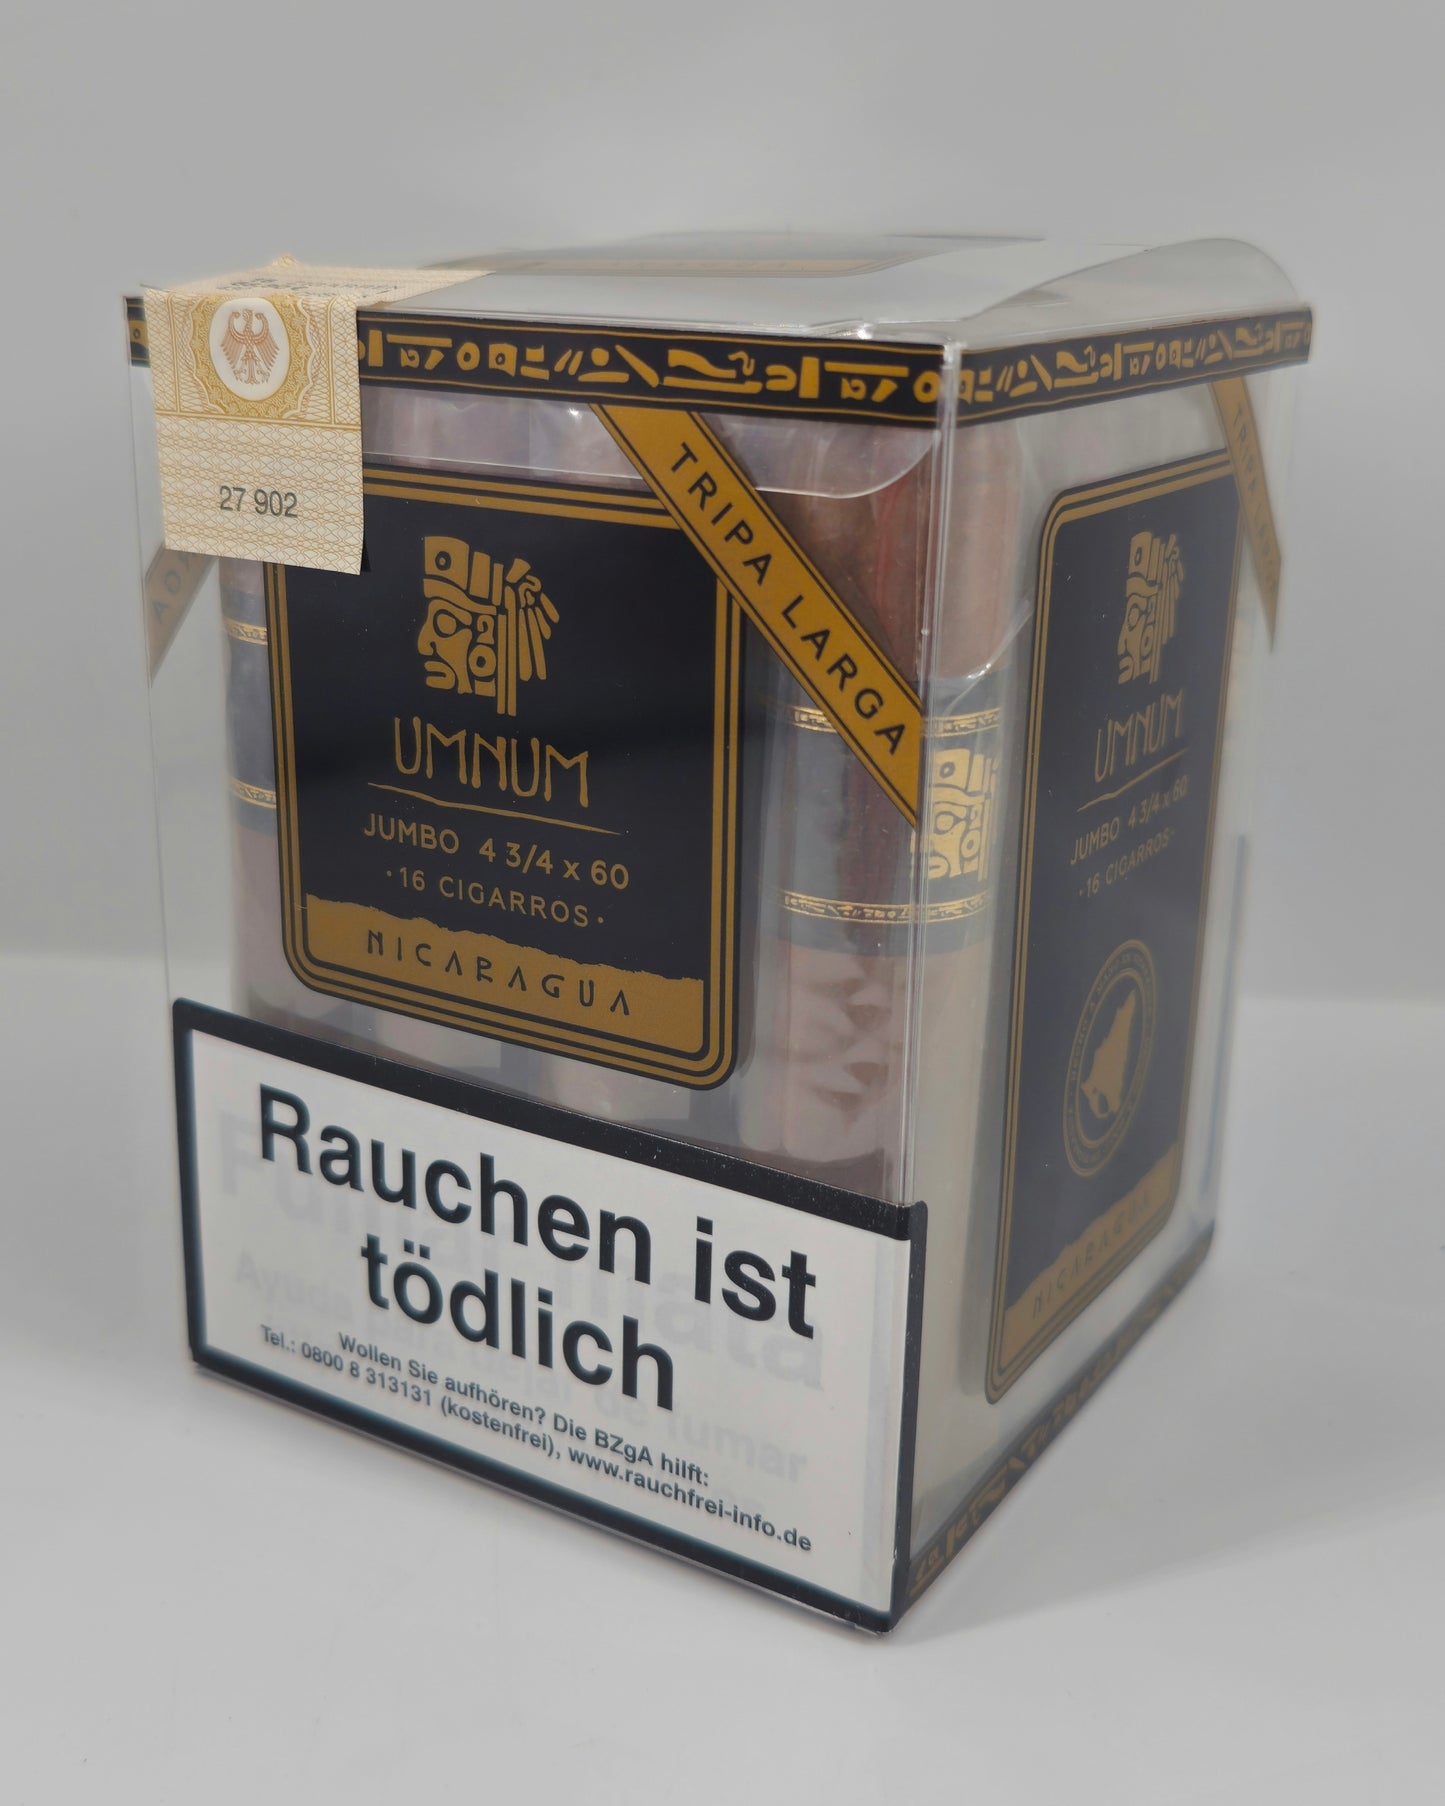 27 902
TRIPA LARGA
UMNUM
JUMBO 4 3/4 x 60
·16 CIGARROS·
NICARAGUA
Rauchen ist
tödlich
Wollen Sie aufhören? Die BZgA hilft:
Tel.: 0800 8 313131 (kostenfrei), www.rauchfrei-info.de
TRIPA LARGA
UMNUM
JUMBO 4 3/4 x 60
·16 CIGARROS·
NICARAGUA